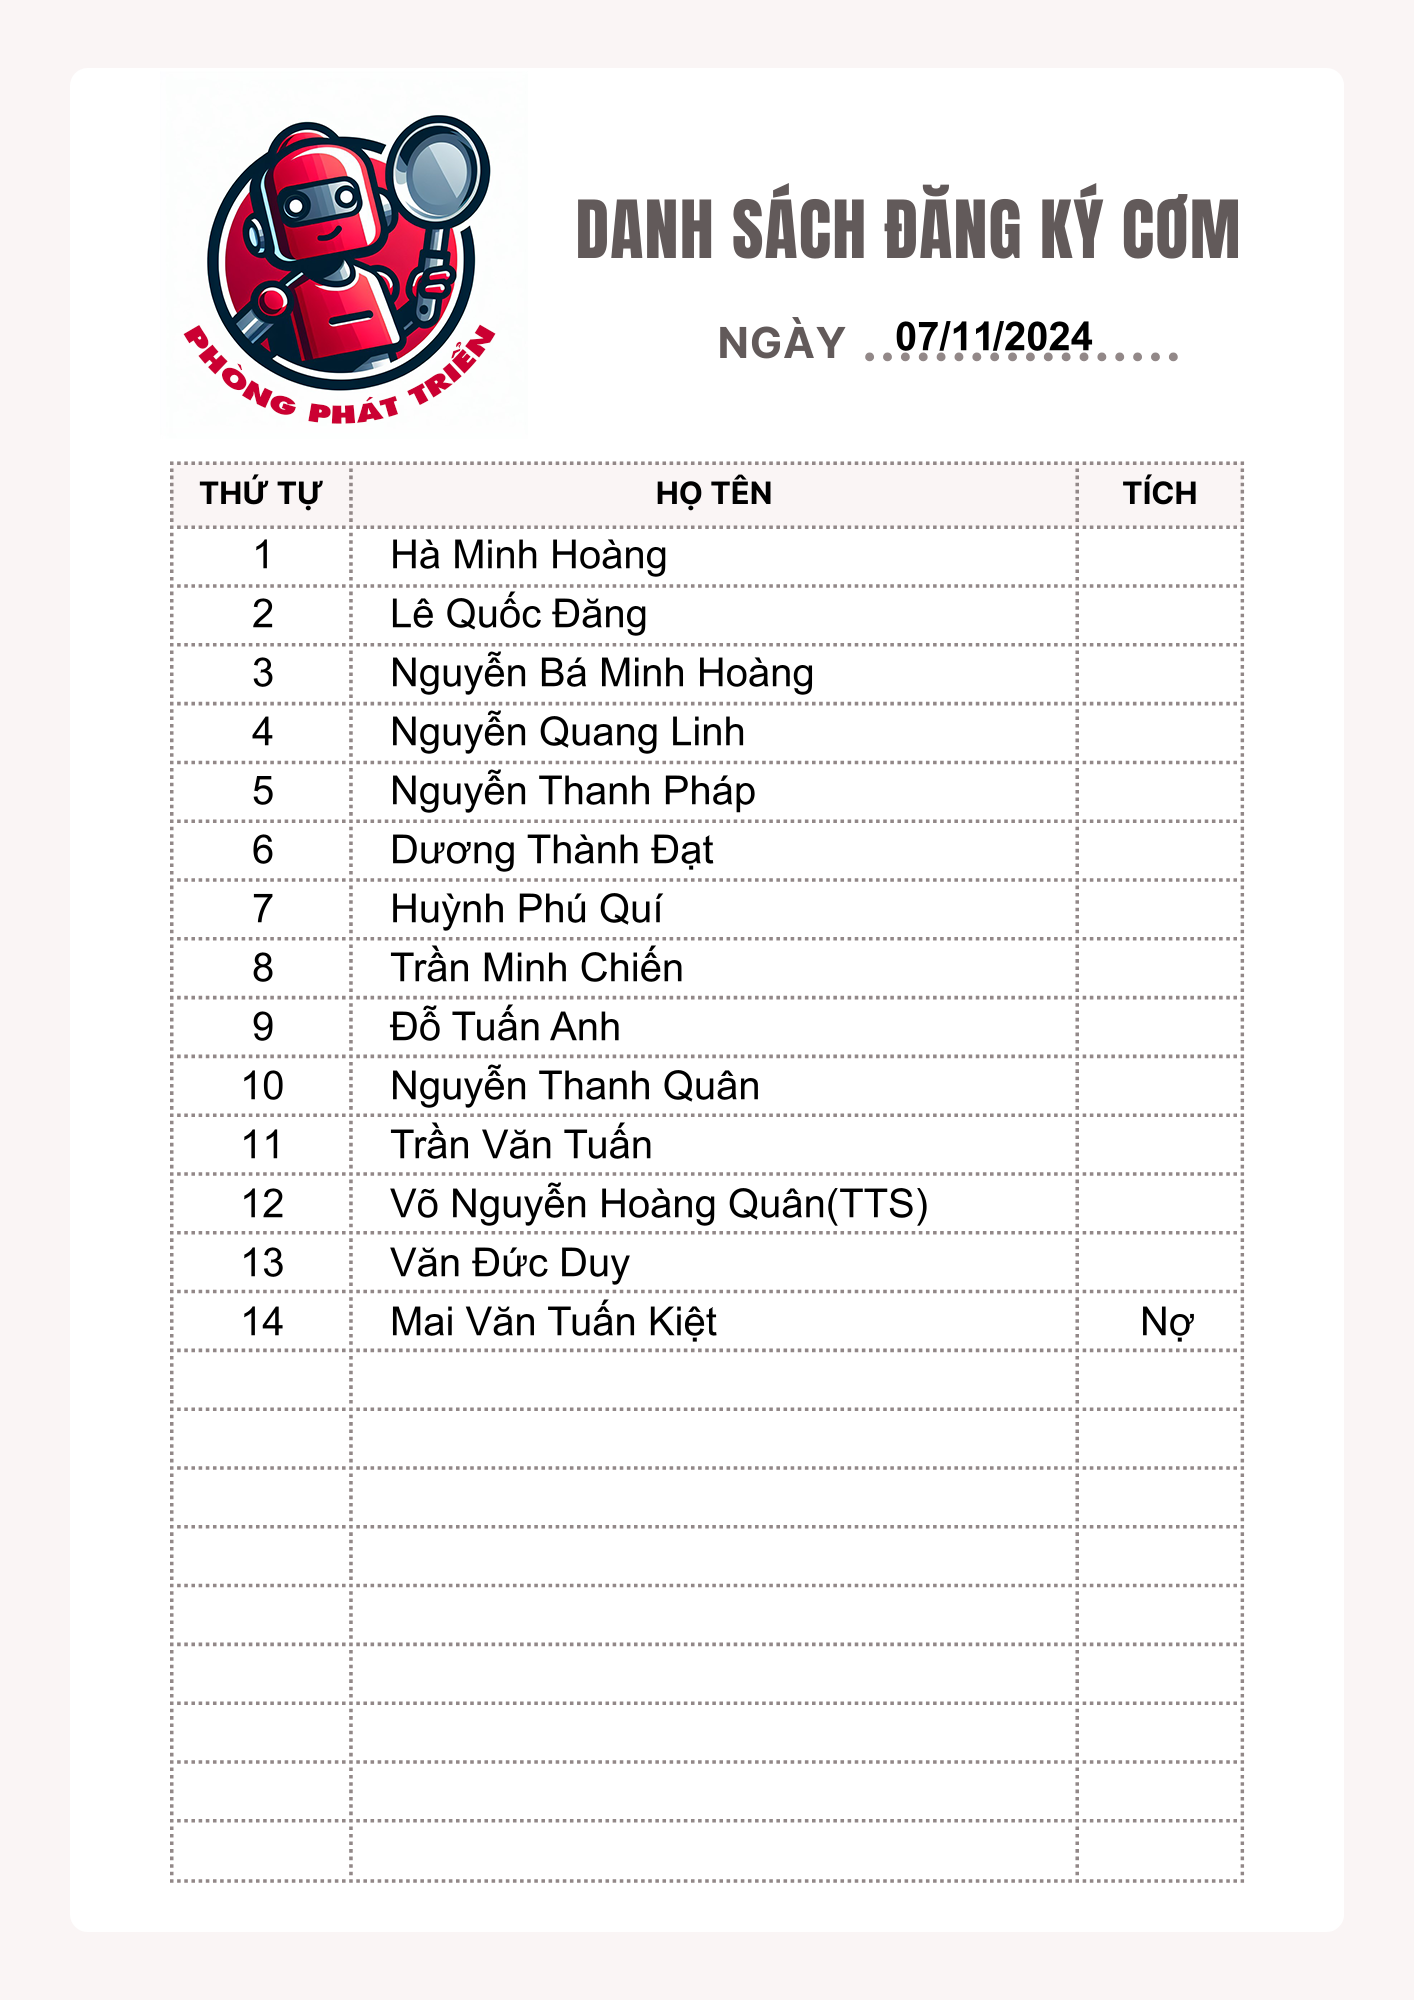 PHÒNG PHÁT TRIỂN
DANH SÁCH ĐĂNG KÝ CƠM
NGÀY 07/11/2024
THỨ TỰ HỌ TÊN TÍCH
1 Hà Minh Hoàng
2 Lê Quốc Đăng
3 Nguyễn Bá Minh Hoàng
4 Nguyễn Quang Linh
5 Nguyễn Thanh Pháp
6 Dương Thành Đạt
7 Huỳnh Phú Quí
8 Trần Minh Chiến
9 Đỗ Tuấn Anh
10 Nguyễn Thanh Quân
11 Trần Văn Tuấn
12 Võ Nguyễn Hoàng Quân(TTS)
13 Văn Đức Duy
14 Mai Văn Tuấn Kiệt Nợ